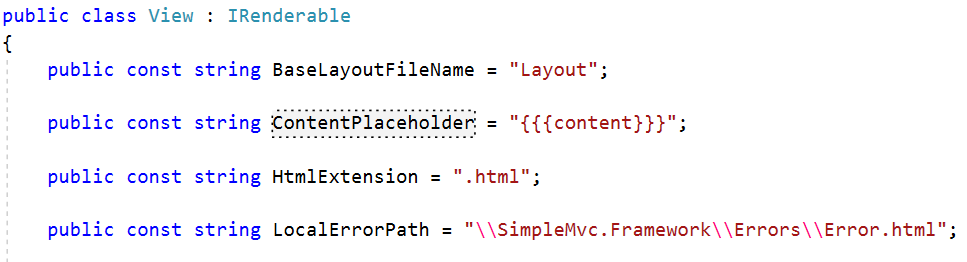 public class View : IRenderable
{
public const string BaseLayoutFileName = "Layout";
public const string ContentPlaceholder = "{{{content}}}";
public const string HtmlExtension = ".html";
public const string LocalErrorPath = "\\SimpleMvc.Framework\\Errors\\Error.html";